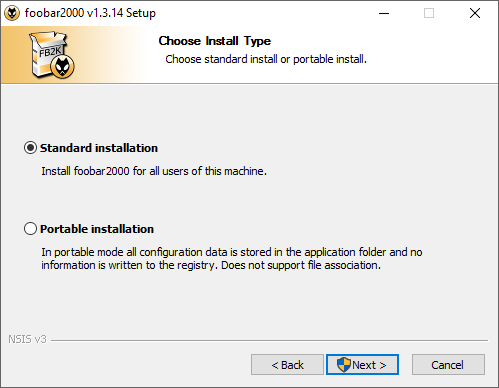 foobar2000 v1.3.14 Setup
Choose Install Type
Choose standard install or portable install.
FB2K
Standard installation
Install foobar2000 for all users of this machine.
Portable installation
In portable mode all configuration data is stored in the application folder and no
information is written to the registry. Does not support file association.
NSIS v3
< Back
Next >
Cancel